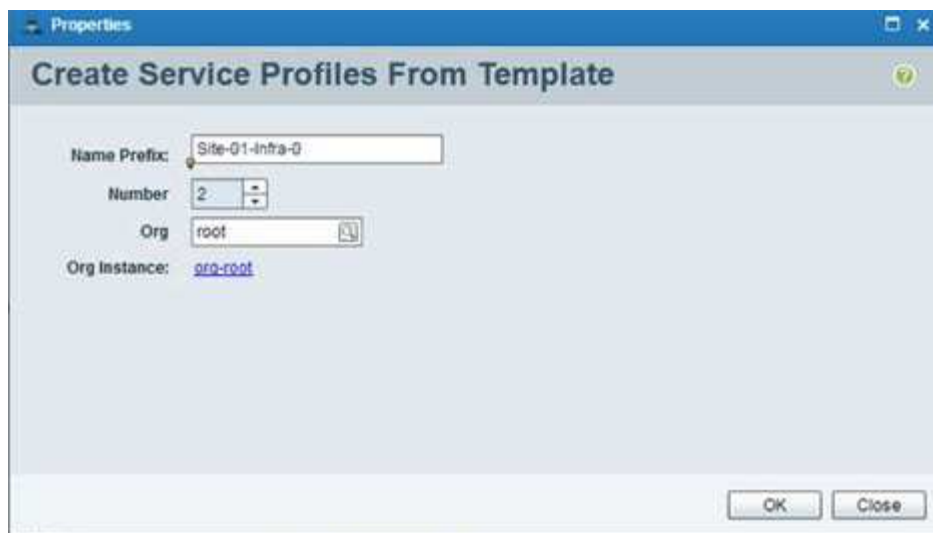 Properties
Create Service Profiles From Template
Name Prefix: Site-01-Infra-0
Number 2
Org root
Org Instance: org-root
OK Close